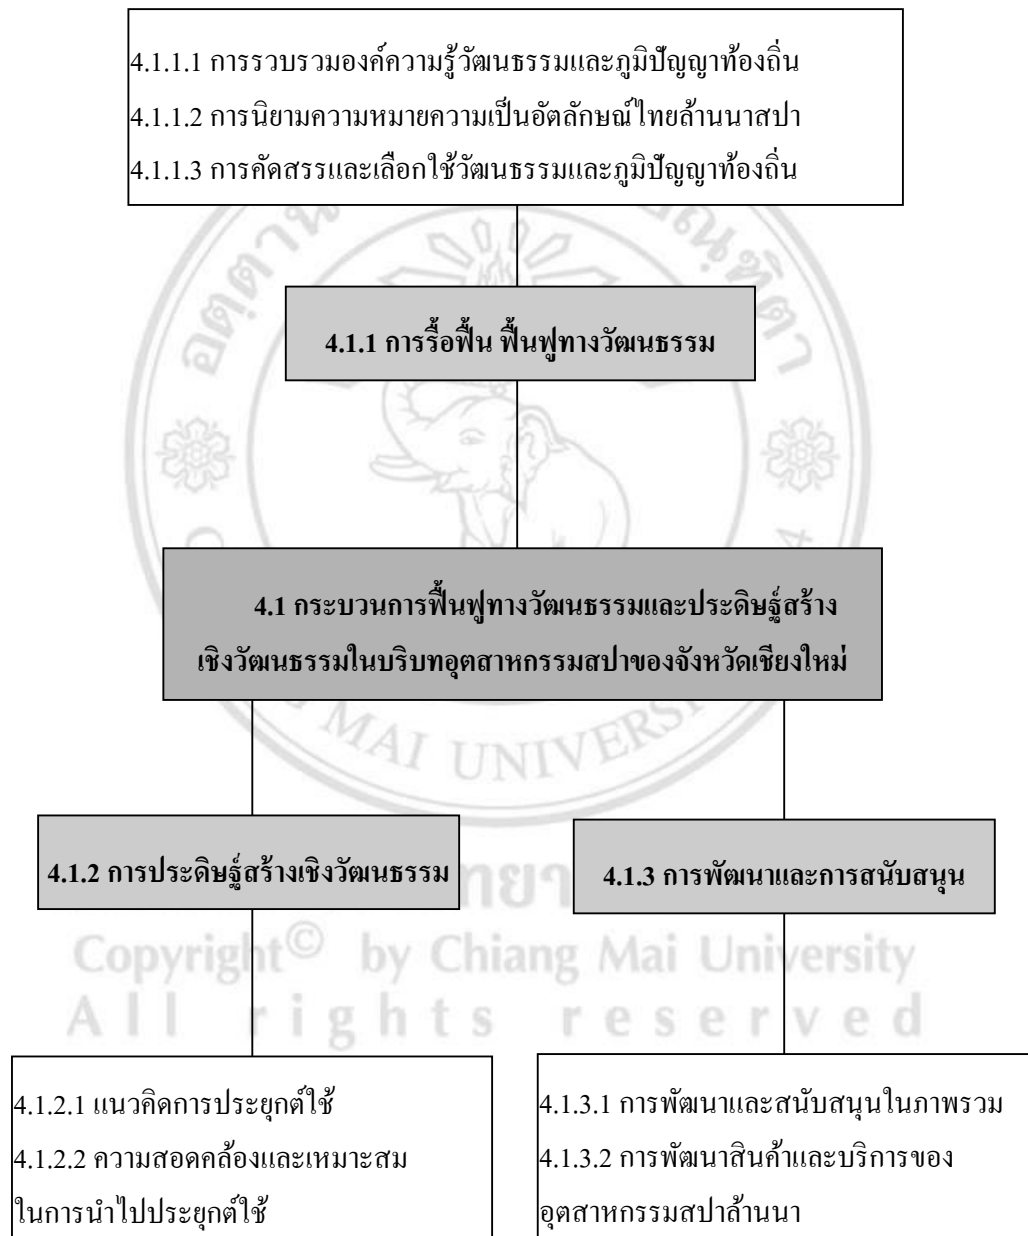 4.1.1.1 การรวบรวมองค์ความรู้วัฒนธรรมและภูมิปัญญาท้องถิ่น
4.1.1.2 การนิยามความหมายความเป็นอัตลักษณ์ไทยล้านนาสปา
4.1.1.3 การคัดสรรและเลือกใช้วัฒนธรรมและภูมิปัญญาท้องถิ่น
4.1.1 การรื้อฟื้น ฟื้นฟูทางวัฒนธรรม
4.1 กระบวนการฟื้นฟูทางวัฒนธรรมและประดิษฐ์สร้าง
เชิงวัฒนธรรมในบริบทอุตสาหกรรมสปาของจังหวัดเชียงใหม่
MAI UNIVERSI
4.1.2 การประดิษฐ์สร้างเชิงวัฒนธรรม
4.1.3 การพัฒนาและการสนับสนุน
Copyright© by Chiang Mai University
All rights reserved
4.1.2.1 แนวคิดการประยุกต์ใช้
4.1.2.2 ความสอดคล้องและเหมาะสม
ในการนำไปประยุกต์ใช้
4.1.3.1 การพัฒนาและสนับสนุนในภาพรวม
4.1.3.2 การพัฒนาสินค้าและบริการของ
อุตสาหกรรมสปาล้านนา